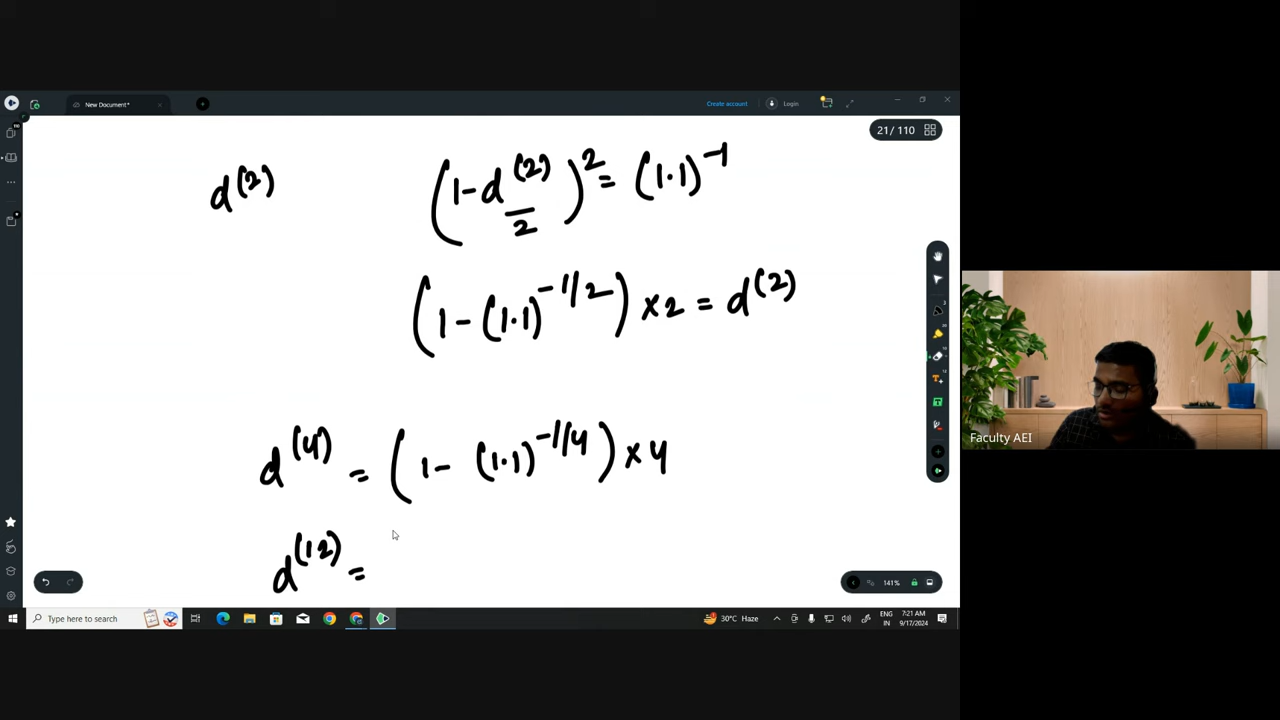 New Document*
Create account
Login
21 / 110
d^(2) (1 - d^(2)/2)^2 = (1.1)^-1
(1 - (1.1)^-1/2) × 2 = d^(2)
d^(4) = (1 - (1.1)^-1/4) × 4
d^(12) =
Faculty AEI
141%
Type here to search
30°C Haze
ENG
IN
7:21 AM
9/17/2024